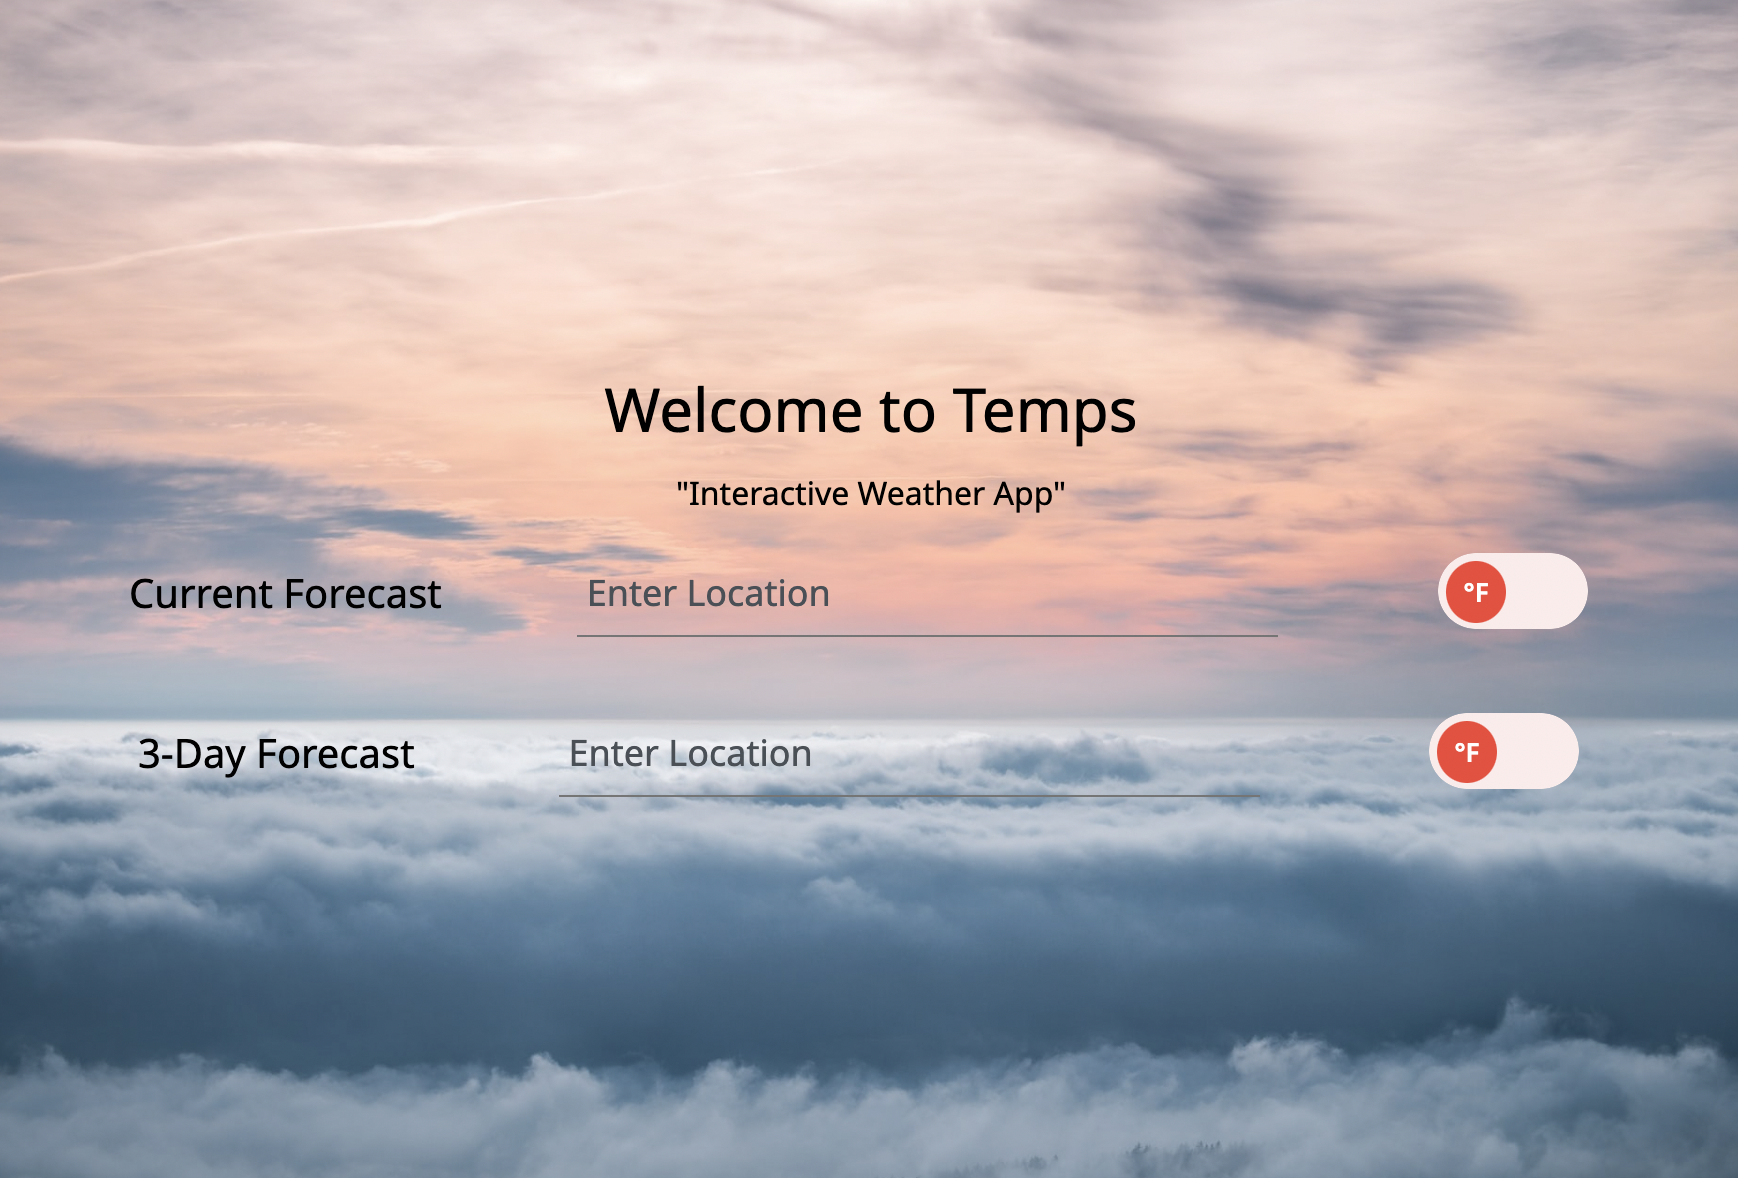 Welcome to Temps
"Interactive Weather App"
Current Forecast Enter Location °F
3-Day Forecast Enter Location °F